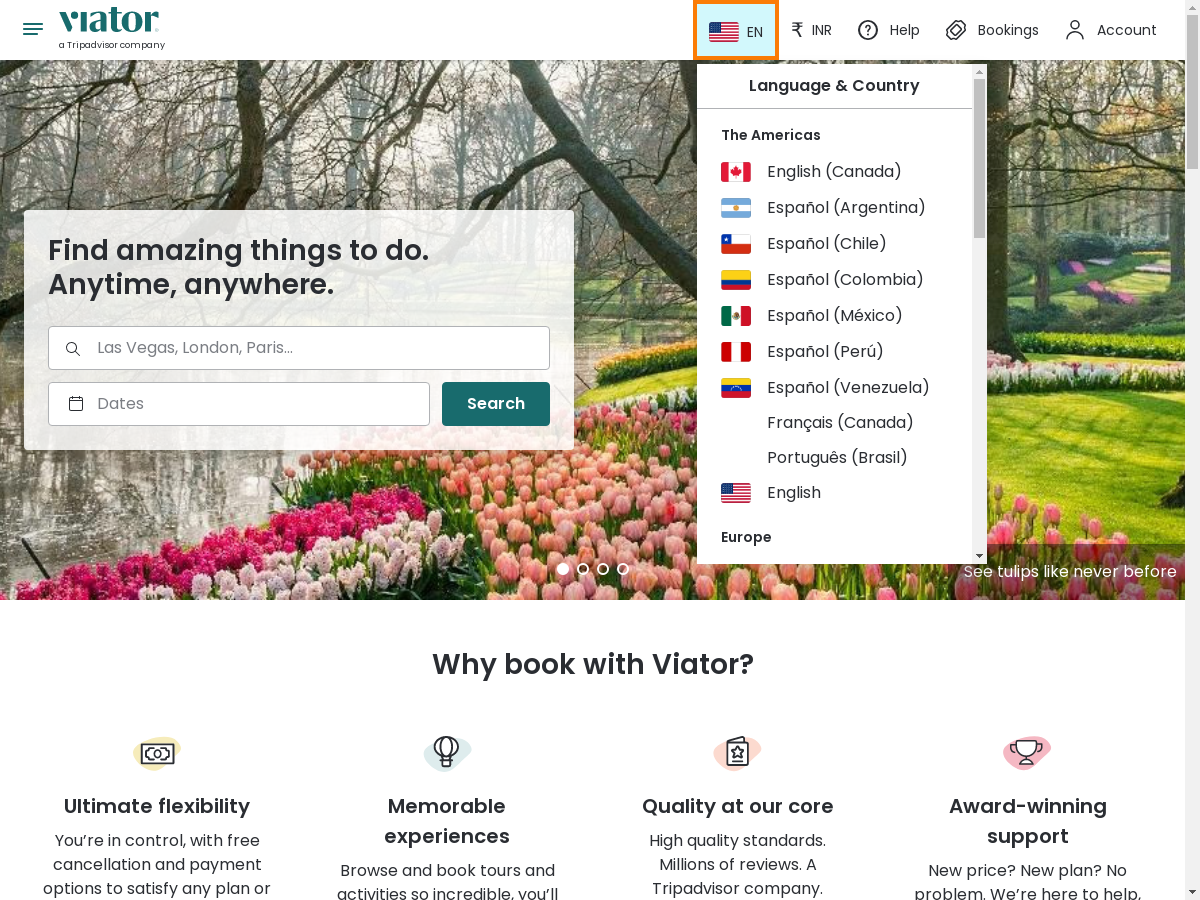 viator
a Tripadvisor company
EN
₹ INR
Help
Bookings
Account
Language & Country
The Americas
English (Canada)
Español (Argentina)
Español (Chile)
Español (Colombia)
Español (México)
Español (Perú)
Español (Venezuela)
Français (Canada)
Português (Brasil)
English
Europe
Find amazing things to do.
Anytime, anywhere.
Las Vegas, London, Paris...
Dates
Search
See tulips like never before
Why book with Viator?
Ultimate flexibility
You’re in control, with free
cancellation and payment
options to satisfy any plan or
Memorable
experiences
Browse and book tours and
activities so incredible, you’ll
Quality at our core
High quality standards.
Millions of reviews. A
Tripadvisor company.
Award-winning
support
New price? New plan? No
problem. We’re here to help,